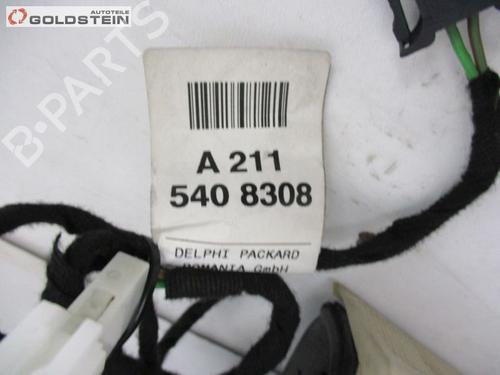 AUTOTEILE
GOLDSTEIN
B-PARTS
A 211
540 8308
DELPHI PACKARD
ROMANIA GmbH